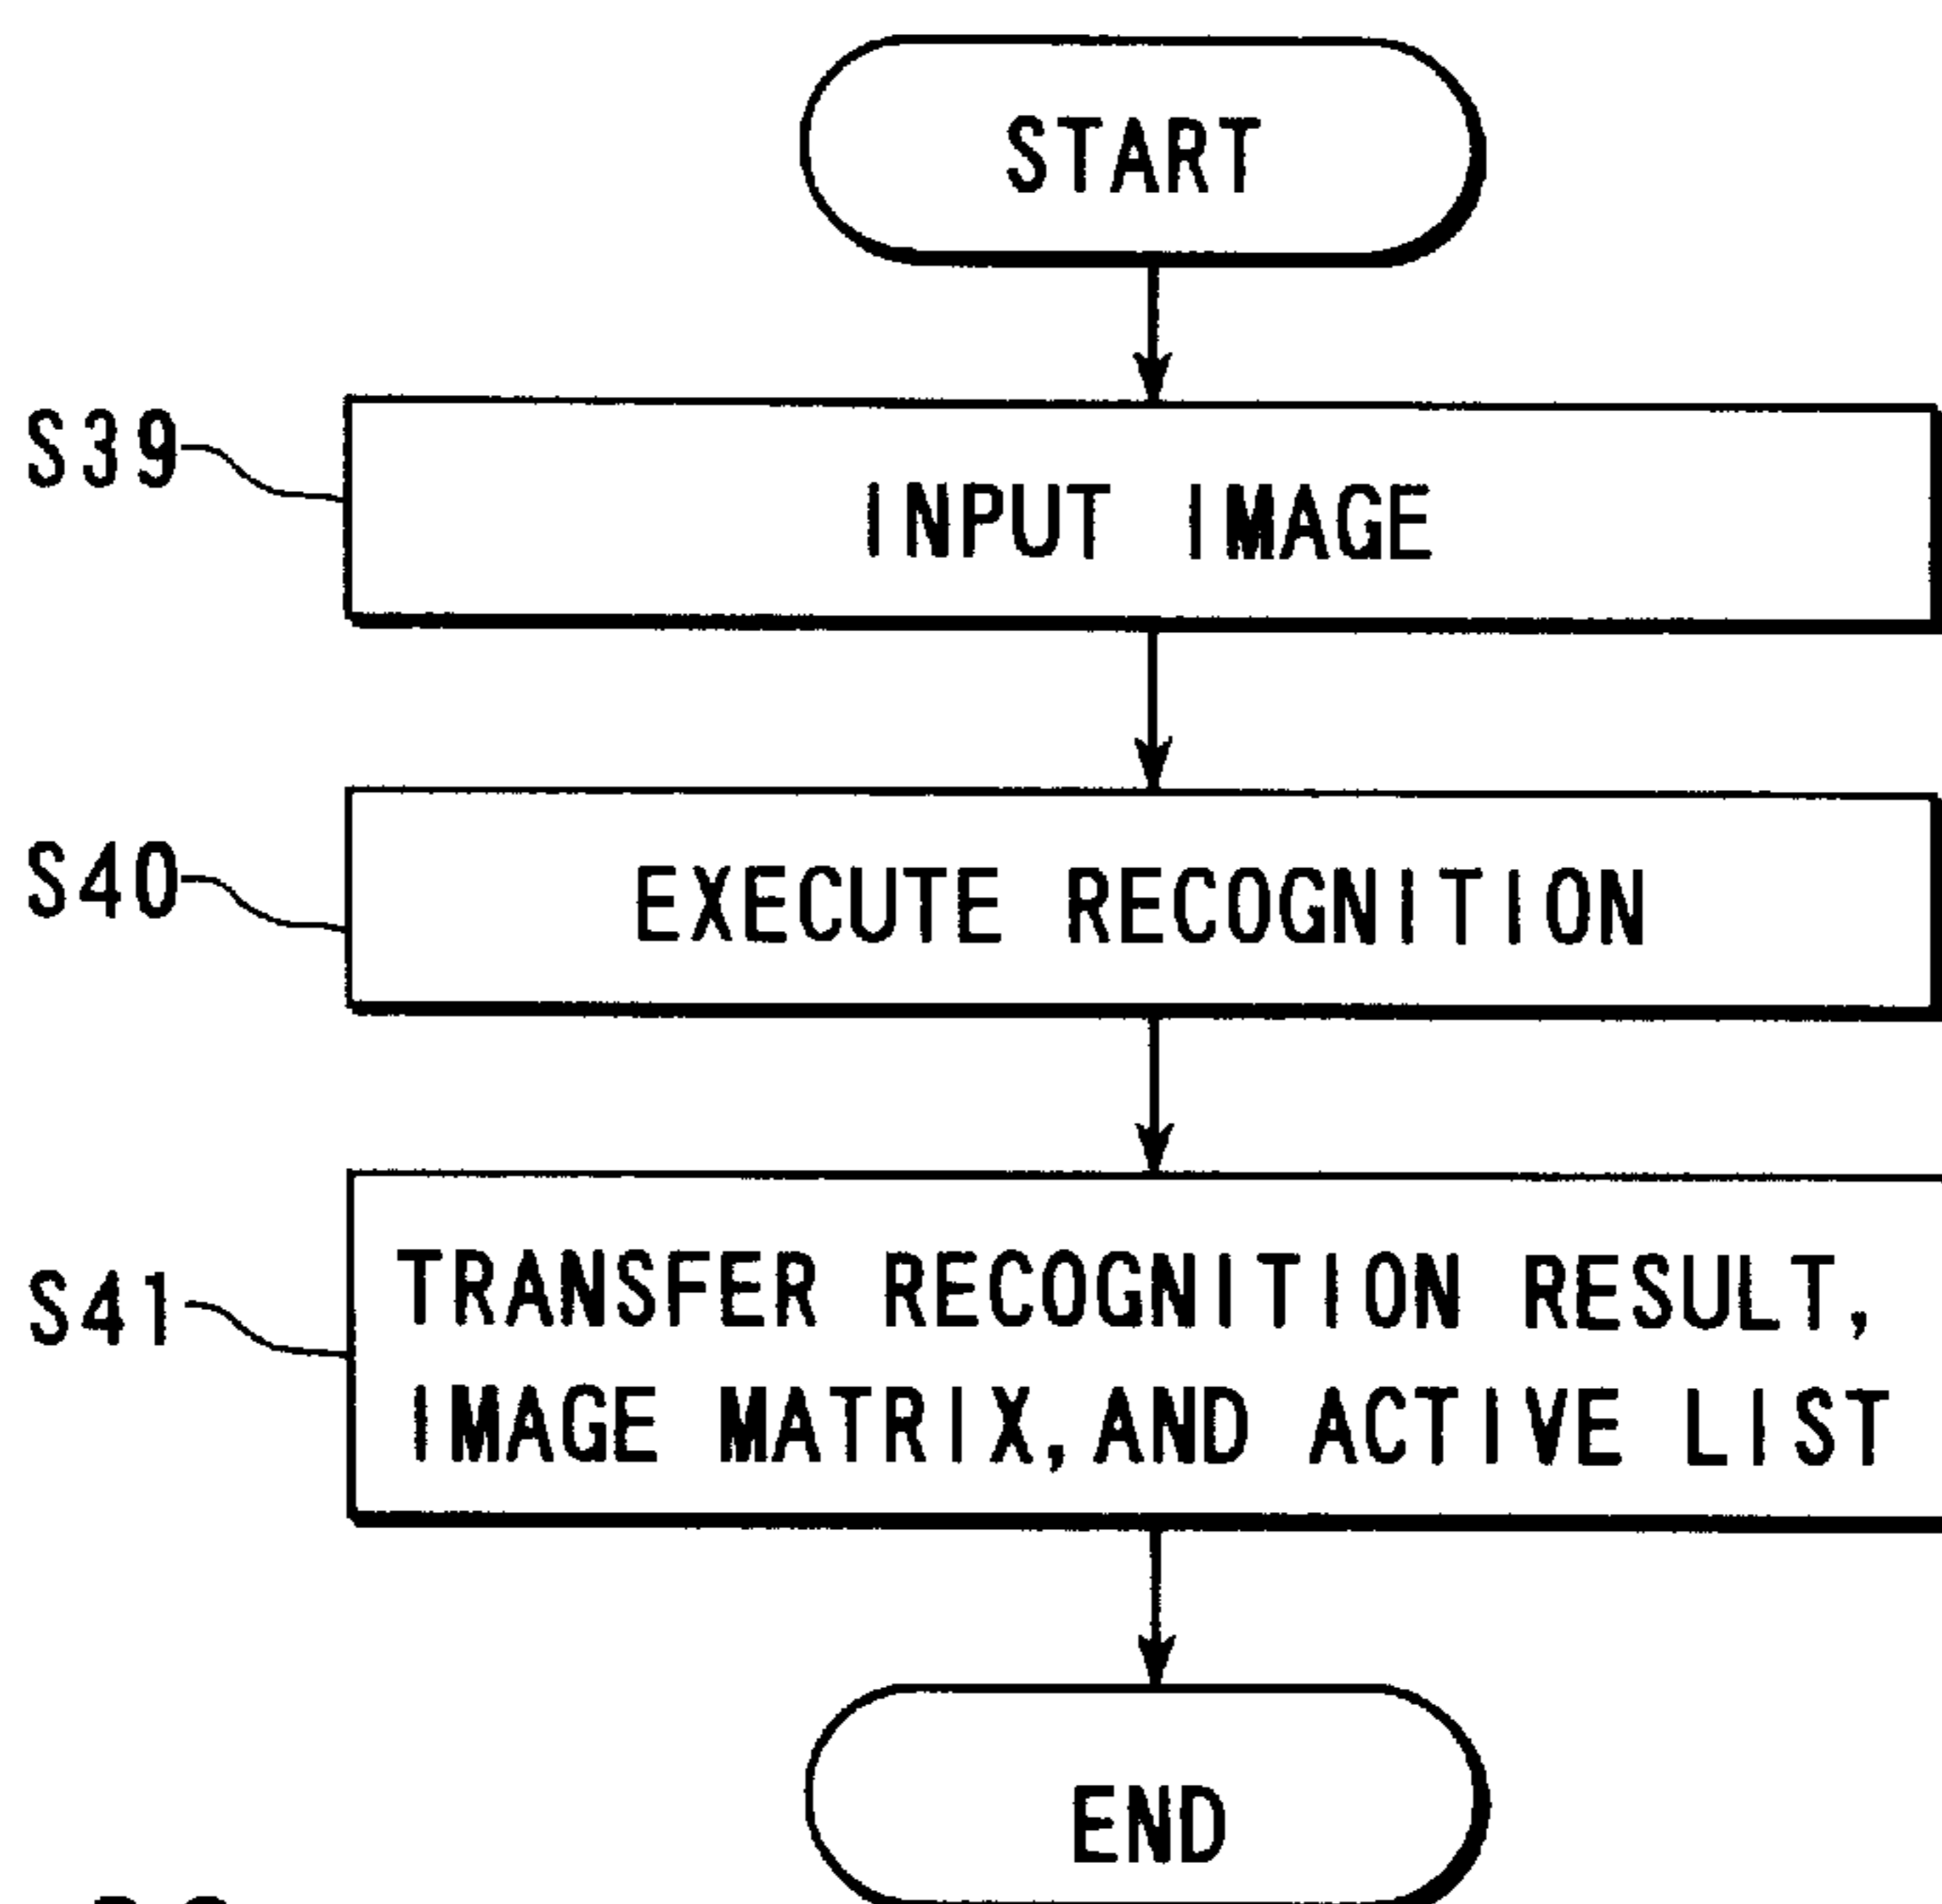 START
S39
INPUT IMAGE
S40
EXECUTE RECOGNITION
S41
TRANSFER RECOGNITION RESULT,
IMAGE MATRIX, AND ACTIVE LIST
END